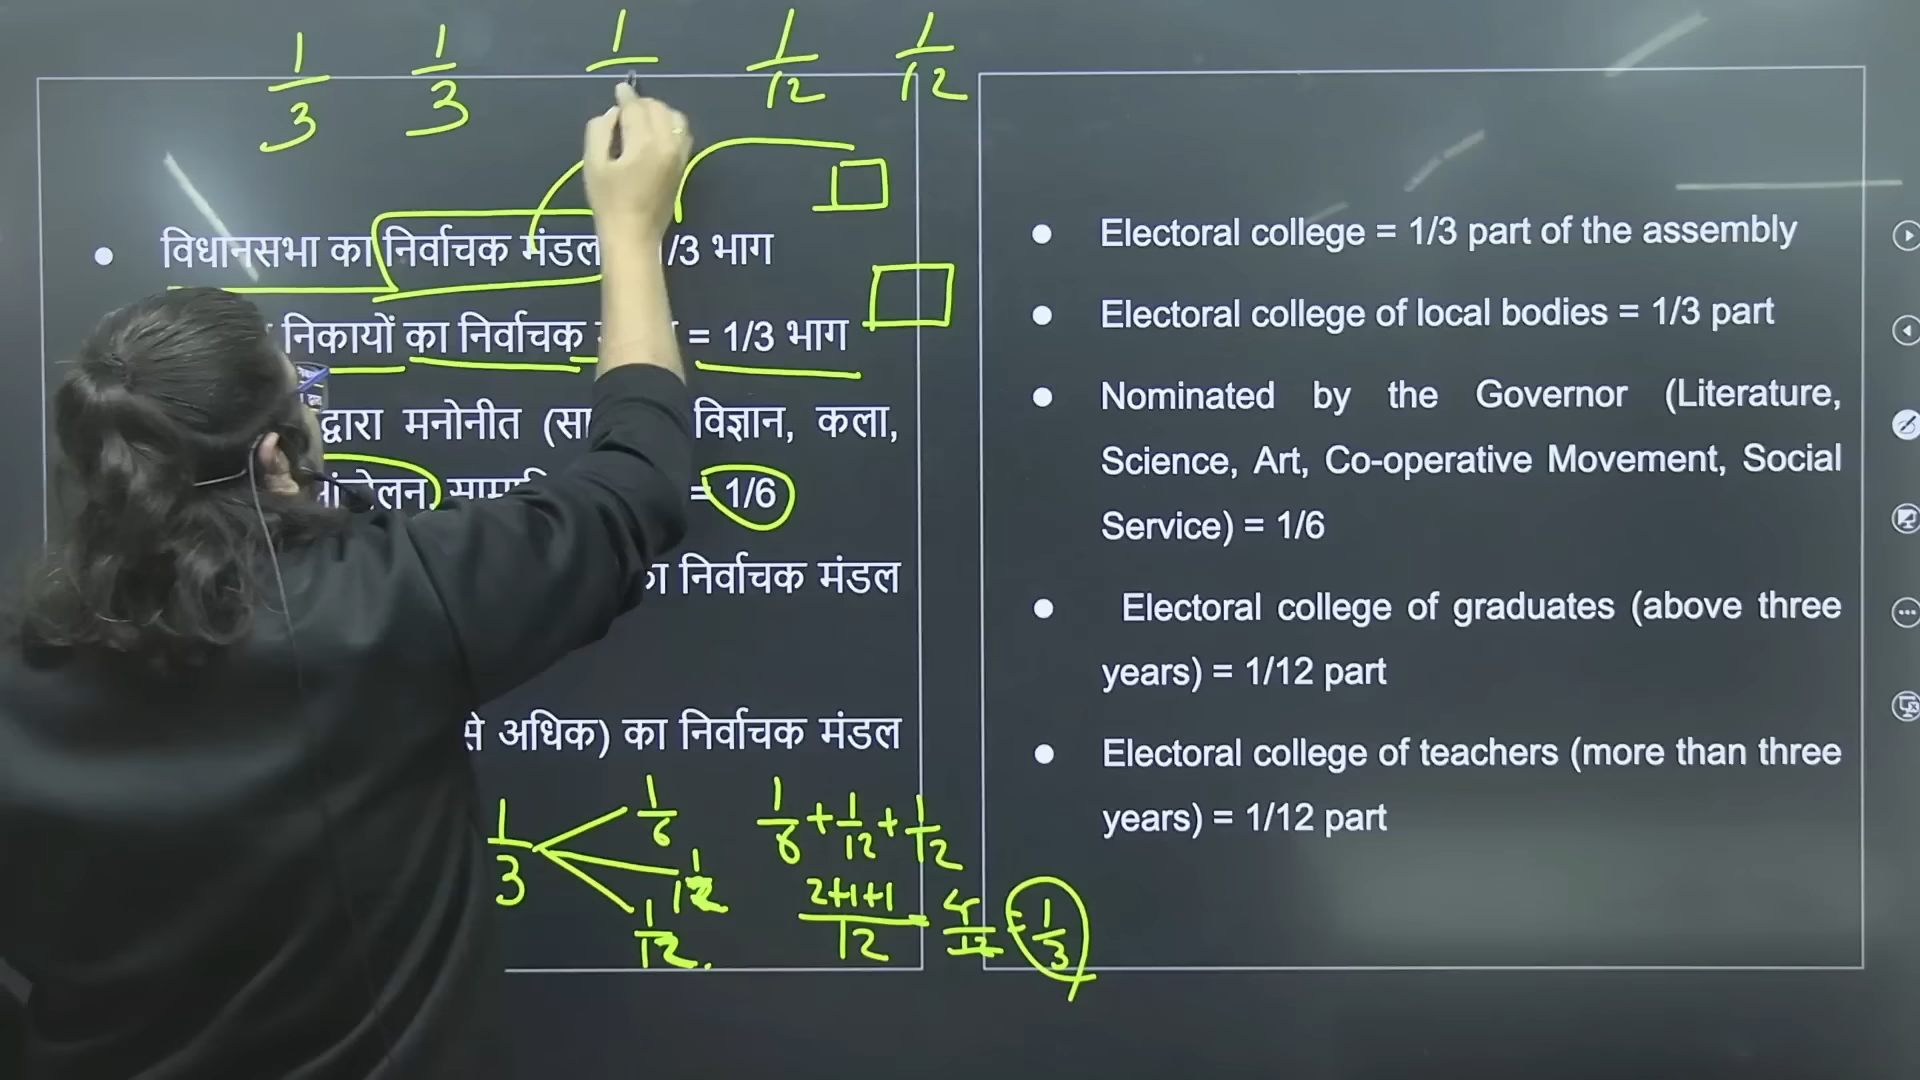 1/3 1/3 1/ 1/12 1/12
विधानसभा का निर्वाचक मंडल /3 भाग
निकायों का निर्वाचक = 1/3 भाग
द्वारा मनोनीत ( विज्ञान, कला,
= 1/6
निर्वाचक मंडल
से अधिक) का निर्वाचक मंडल
1/3 1/6 1/12 1/12
1/6 + 1/12 + 1/12
2+1+1/12 = 4/12 = 1/3
Electoral college = 1/3 part of the assembly
Electoral college of local bodies = 1/3 part
Nominated by the Governor (Literature,
Science, Art, Co-operative Movement, Social
Service) = 1/6
Electoral college of graduates (above three
years) = 1/12 part
Electoral college of teachers (more than three
years) = 1/12 part